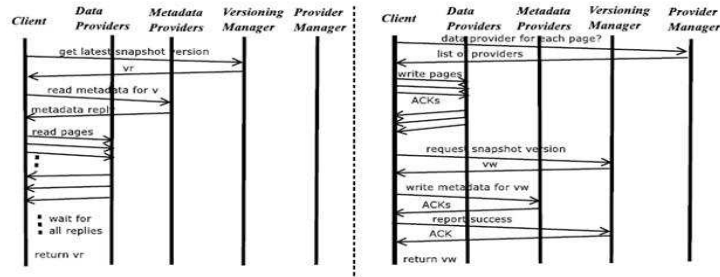 Client
Data
Providers
Metadata
Providers
Versioning
Manager
Provider
Manager
get latest snapshot version
vr
read metadata for v
metadata reply
read pages
wait for
all replies
return vr
Client
Data
Providers
Metadata
Providers
Versioning
Manager
Provider
Manager
data provider for each page?
list of providers
write pages
ACKs
request snapshot version
vw
write metadata for vw
ACKs
report success
ACK
return vw